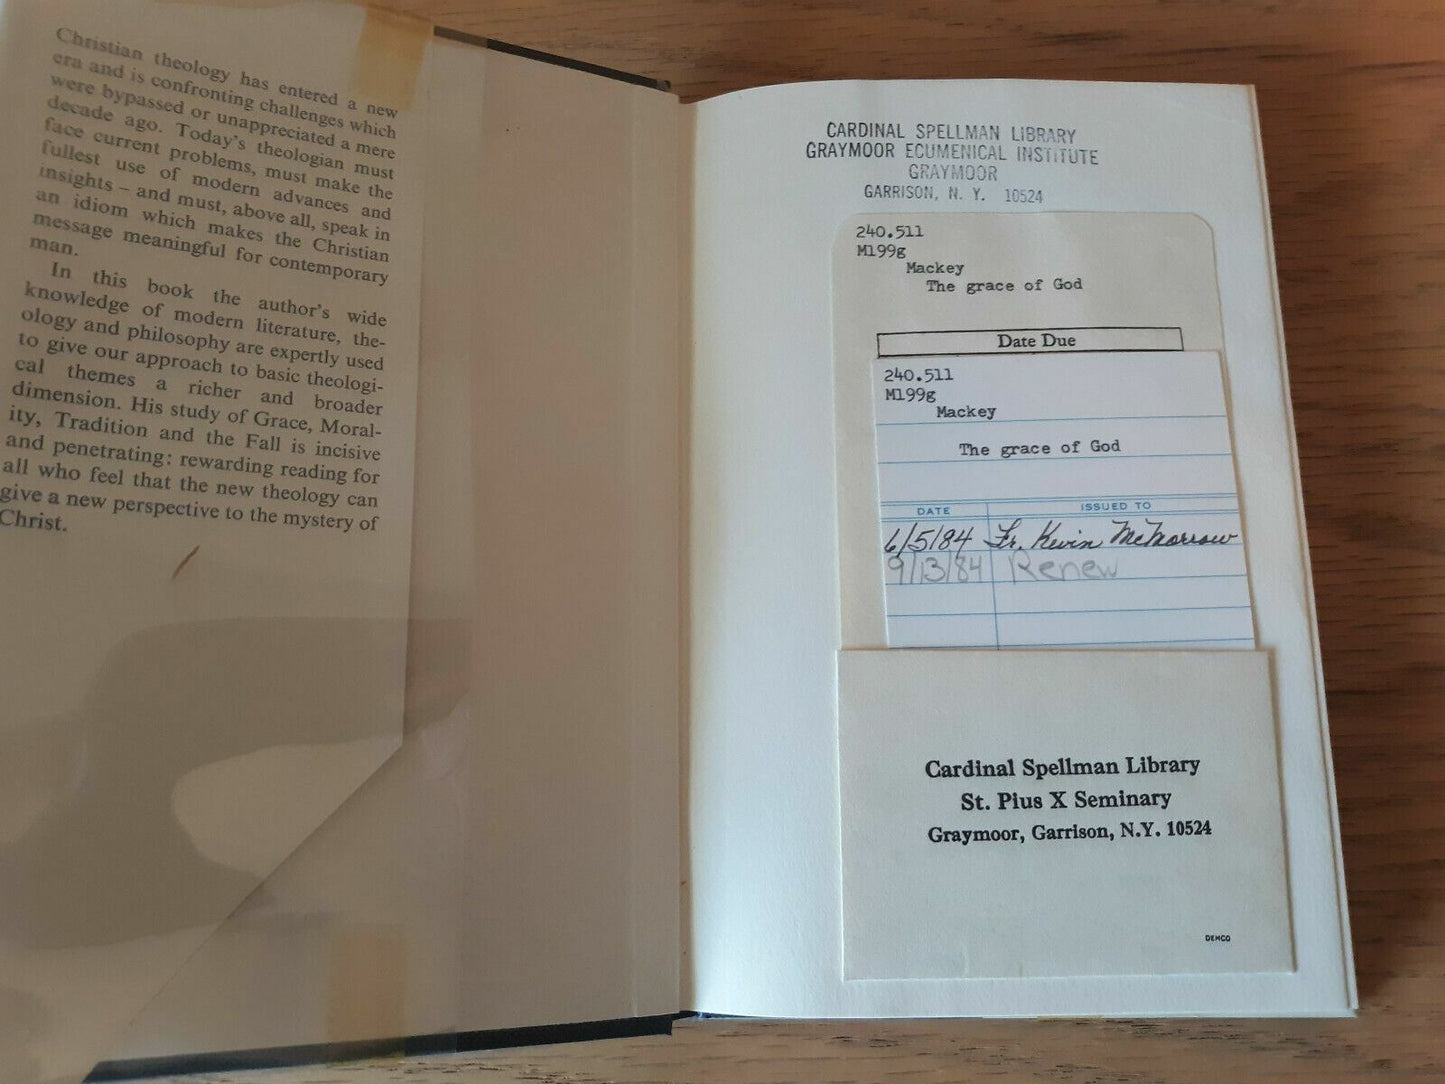 Christian theology has entered a new
era and is confronting challenges which
were bypassed or unappreciated a mere
decade ago. Today's theologian must
face current problems, must make the
fullest use of modern advances and
insights – and must, above all, speak in
an idiom which makes the Christian
message meaningful for contemporary
man.
In this book the author's wide
knowledge of modern literature, the-
ology and philosophy are expertly used
to give our approach to basic theologi-
cal themes a richer and broader
dimension. His study of Grace, Moral-
ity, Tradition and the Fall is incisive
and penetrating: rewarding reading for
all who feel that the new theology can
give a new perspective to the mystery of
Christ.
CARDINAL SPELLMAN LIBRARY
GRAYMOOR ECUMENICAL INSTITUTE
GRAYMOOR
GARRISON, N. Y. 10524
240.511
M199g
Mackey
The grace of God
Date Due
240.511
M199g
Mackey
The grace of God
DATE ISSUED TO
6/5/84 Fr. Kevin McMorrow
9/13/84 Renew
Cardinal Spellman Library
St. Pius X Seminary
Graymoor, Garrison, N.Y. 10524
DEMCO